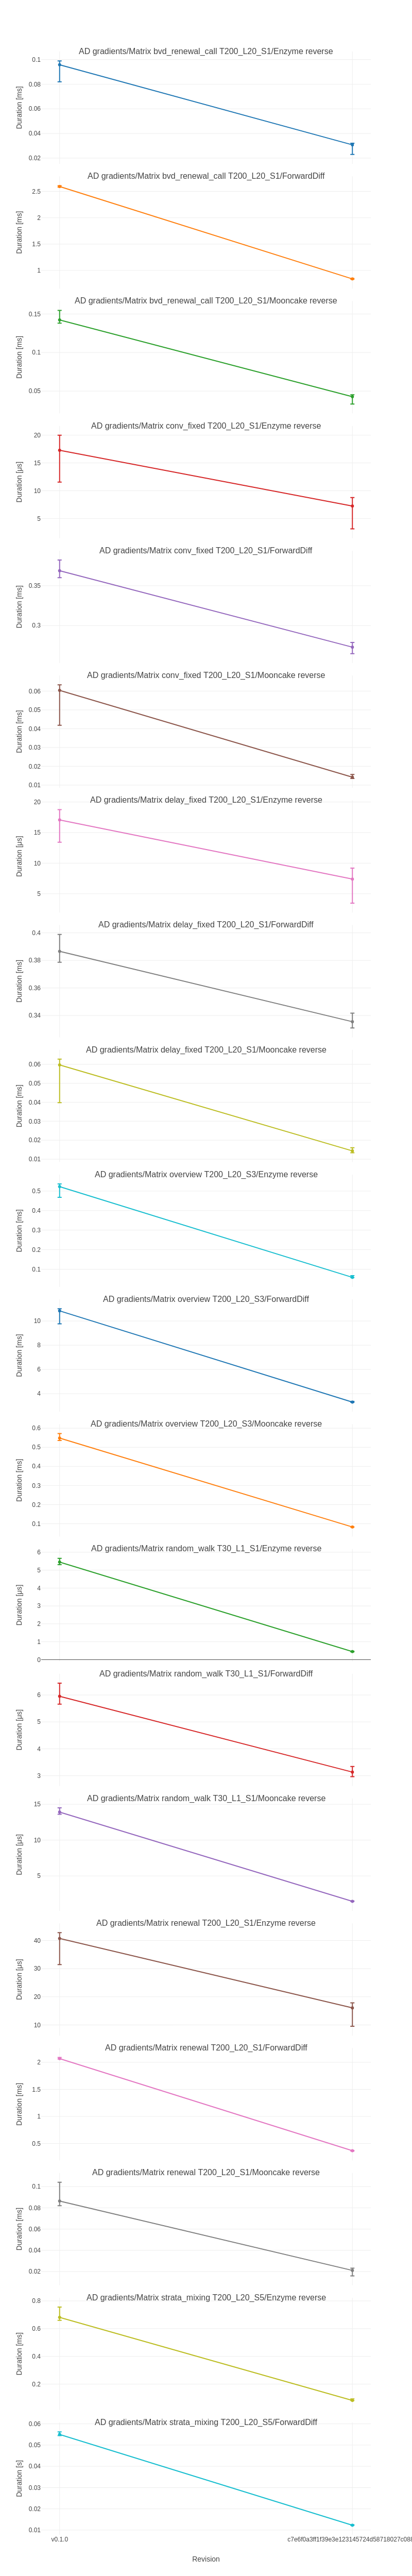 AD gradients/Matrix bvd_renewal_call T200_L20_S1/Enzyme reverse
Duration [ms]
0.1
0.08
0.06
0.04
0.02
AD gradients/Matrix bvd_renewal_call T200_L20_S1/ForwardDiff
Duration [ms]
2.5
2
1.5
1
AD gradients/Matrix bvd_renewal_call T200_L20_S1/Mooncake reverse
Duration [ms]
0.15
0.1
0.05
AD gradients/Matrix conv_fixed T200_L20_S1/Enzyme reverse
Duration [µs]
20
15
10
5
AD gradients/Matrix conv_fixed T200_L20_S1/ForwardDiff
Duration [ms]
0.35
0.3
AD gradients/Matrix conv_fixed T200_L20_S1/Mooncake reverse
Duration [ms]
0.06
0.05
0.04
0.03
0.02
0.01
AD gradients/Matrix delay_fixed T200_L20_S1/Enzyme reverse
Duration [µs]
20
15
10
5
AD gradients/Matrix delay_fixed T200_L20_S1/ForwardDiff
Duration [ms]
0.4
0.38
0.36
0.34
AD gradients/Matrix delay_fixed T200_L20_S1/Mooncake reverse
Duration [ms]
0.06
0.05
0.04
0.03
0.02
0.01
AD gradients/Matrix overview T200_L20_S3/Enzyme reverse
Duration [ms]
0.5
0.4
0.3
0.2
0.1
AD gradients/Matrix overview T200_L20_S3/ForwardDiff
Duration [ms]
10
8
6
4
AD gradients/Matrix overview T200_L20_S3/Mooncake reverse
Duration [ms]
0.6
0.5
0.4
0.3
0.2
0.1
AD gradients/Matrix random_walk T30_L1_S1/Enzyme reverse
Duration [µs]
6
5
4
3
2
1
0
AD gradients/Matrix random_walk T30_L1_S1/ForwardDiff
Duration [µs]
6
5
4
3
AD gradients/Matrix random_walk T30_L1_S1/Mooncake reverse
Duration [µs]
15
10
5
AD gradients/Matrix renewal T200_L20_S1/Enzyme reverse
Duration [µs]
40
30
20
10
AD gradients/Matrix renewal T200_L20_S1/ForwardDiff
Duration [ms]
2
1.5
1
0.5
AD gradients/Matrix renewal T200_L20_S1/Mooncake reverse
Duration [ms]
0.1
0.08
0.06
0.04
0.02
AD gradients/Matrix strata_mixing T200_L20_S5/Enzyme reverse
Duration [ms]
0.8
0.6
0.4
0.2
AD gradients/Matrix strata_mixing T200_L20_S5/ForwardDiff
Duration [s]
0.06
0.05
0.04
0.03
0.02
0.01
v0.1.0
Revision